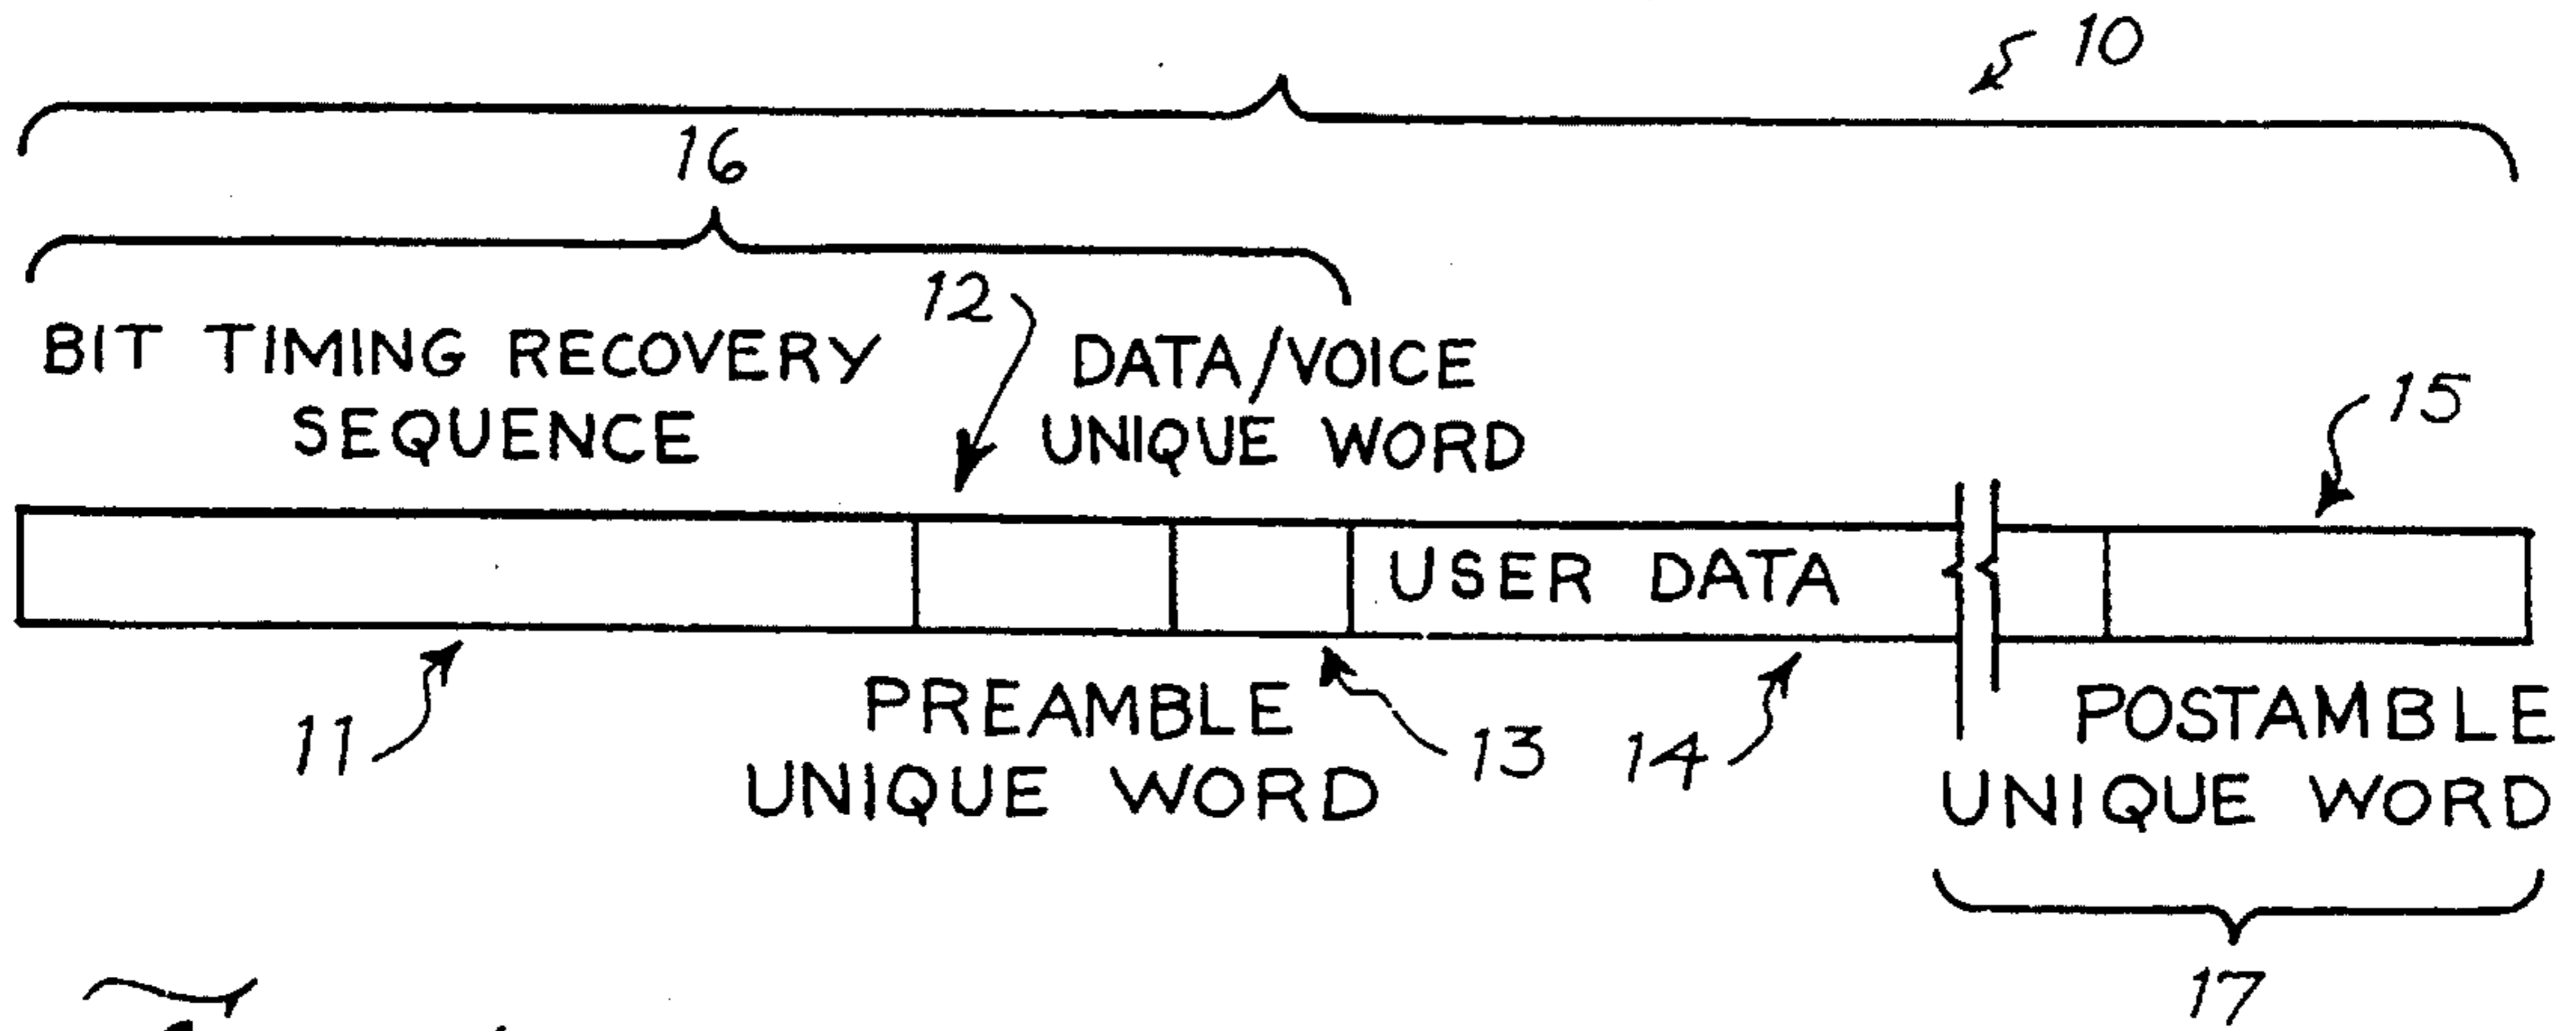 10
16
12
BIT TIMING RECOVERY
SEQUENCE
DATA/VOICE
UNIQUE WORD
15
USER DATA
11
PREAMBLE
UNIQUE WORD
13
14
POSTAMBLE
UNIQUE WORD
17